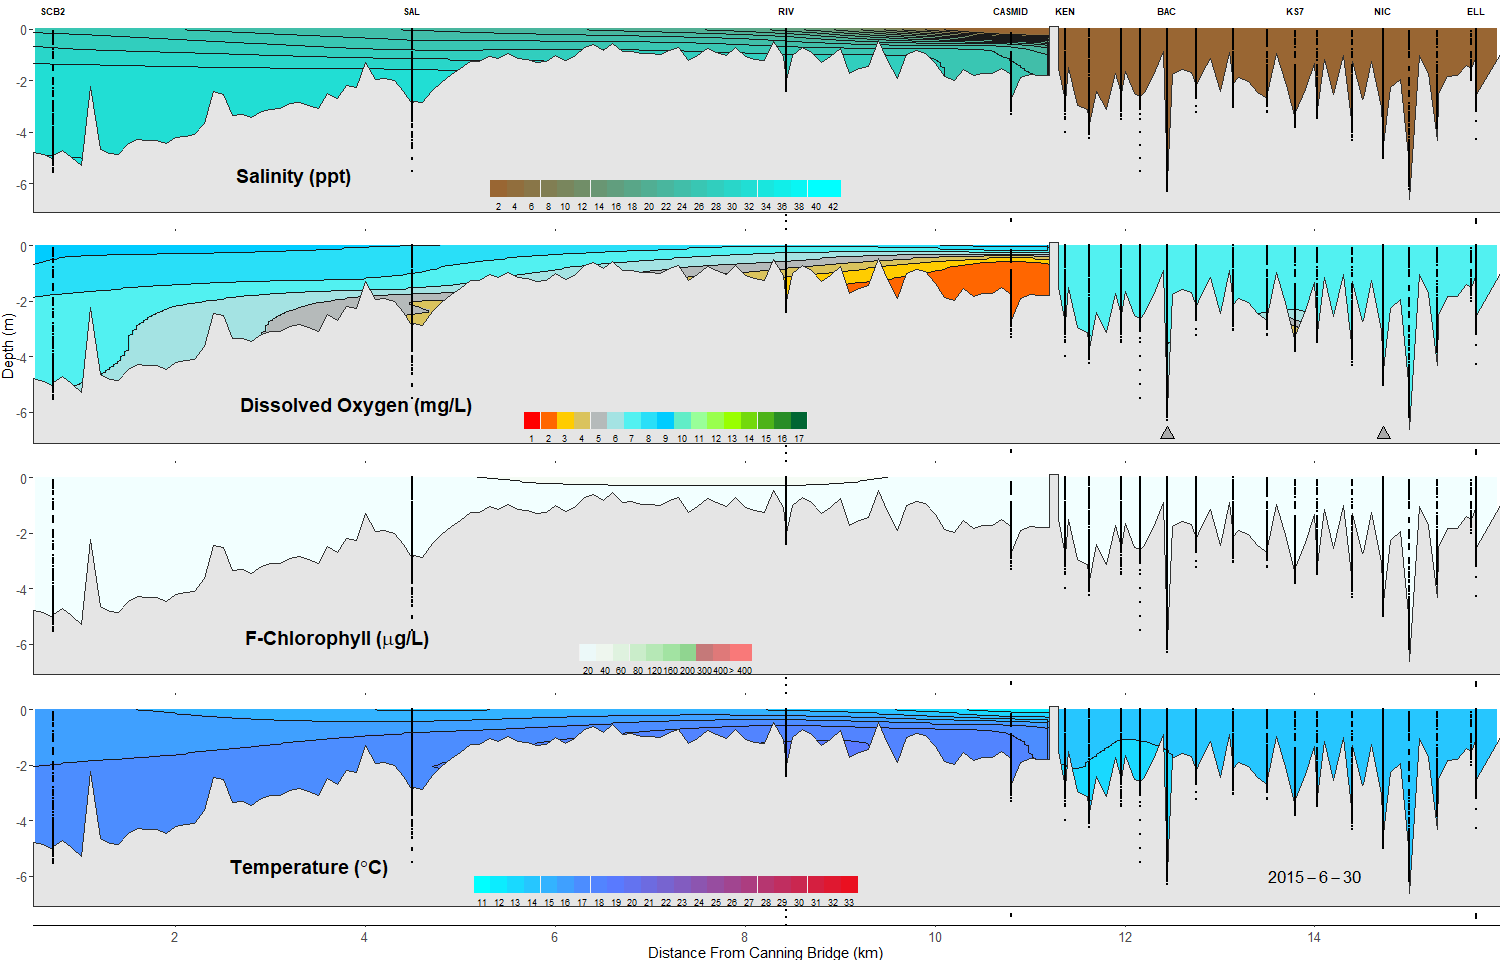 SCB2 SAL RIV CASMID KEN BAC KS7 NIC ELL
0
-2
-4
-6
Salinity (ppt)
2 4 6 8 10 12 14 16 18 20 22 24 26 28 30 32 34 36 38 40 42
0
-2
-4
-6
Depth (m)
Dissolved Oxygen (mg/L)
1 2 3 4 5 6 7 8 9 10 11 12 13 14 15 16 17
0
-2
-4
-6
F-Chlorophyll (μg/L)
20 40 60 80 120 160 200 300 400 > 400
0
-2
-4
-6
Temperature (°C)
2015-6-30
11 12 13 14 15 16 17 18 19 20 21 22 23 24 25 26 27 28 29 30 31 32 33
2 4 6 8 10 12 14
Distance From Canning Bridge (km)